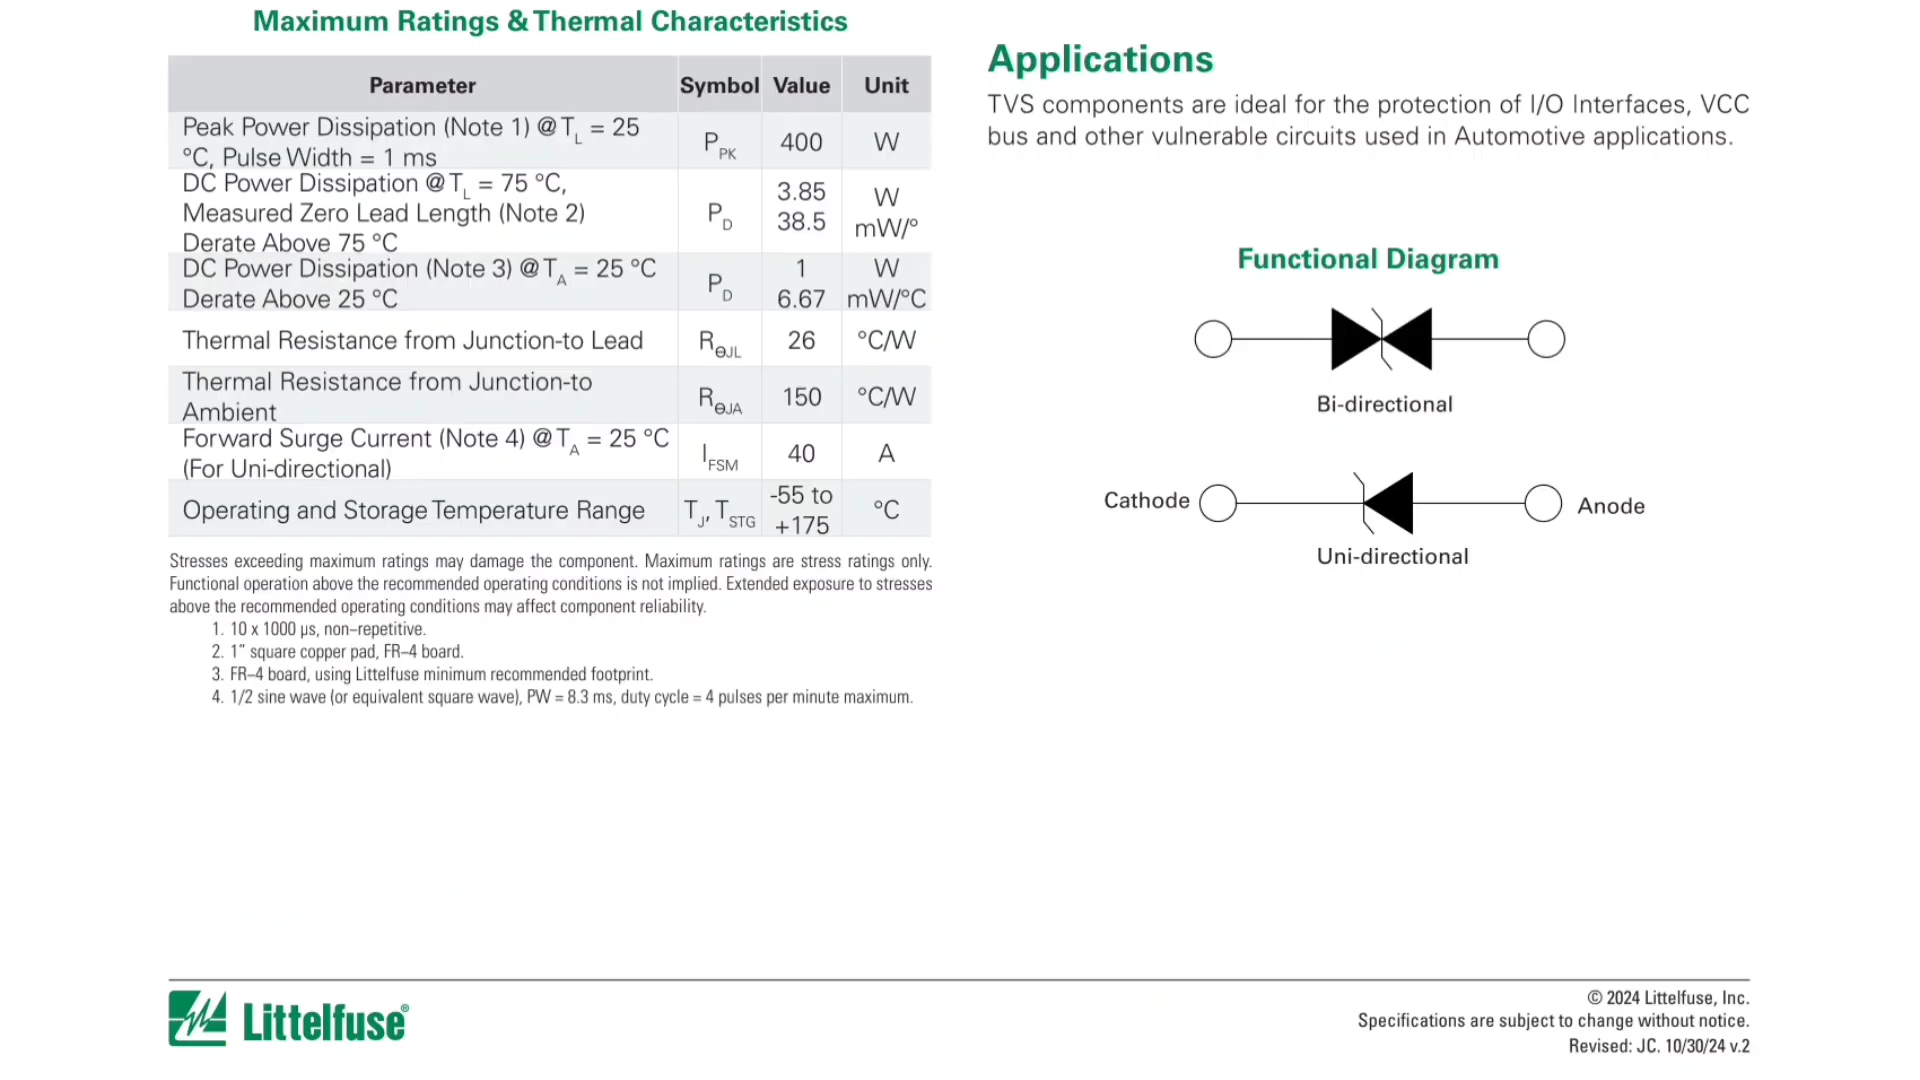 Maximum Ratings & Thermal Characteristics
Parameter Symbol Value Unit
Peak Power Dissipation (Note 1) @ TL = 25
°C, Pulse Width = 1 ms
PPK 400 W
DC Power Dissipation @ TL = 75 °C,
Measured Zero Lead Length (Note 2)
Derate Above 75 °C
PD
3.85 W
38.5 mW/°
DC Power Dissipation (Note 3) @ TA = 25 °C
Derate Above 25 °C
PD
1 W
6.67 mW/°C
Thermal Resistance from Junction-to Lead RΘJL 26 °C/W
Thermal Resistance from Junction-to
Ambient
RΘJA 150 °C/W
Forward Surge Current (Note 4) @ TA = 25 °C
(For Uni-directional)
IFSM 40 A
Operating and Storage Temperature Range TJ, TSTG -55 to
+175
°C
Stresses exceeding maximum ratings may damage the component. Maximum ratings are stress ratings only.
Functional operation above the recommended operating conditions is not implied. Extended exposure to stresses
above the recommended operating conditions may affect component reliability.
1. 10 x 1000 µs, non–repetitive.
2. 1″ square copper pad, FR–4 board.
3. FR–4 board, using Littelfuse minimum recommended footprint.
4. 1/2 sine wave (or equivalent square wave), PW = 8.3 ms, duty cycle = 4 pulses per minute maximum.
Applications
TVS components are ideal for the protection of I/O Interfaces, VCC
bus and other vulnerable circuits used in Automotive applications.
Functional Diagram
Bi-directional
Cathode
Anode
Uni-directional
Littelfuse®
© 2024 Littelfuse, Inc.
Specifications are subject to change without notice.
Revised: JC. 10/30/24 v.2